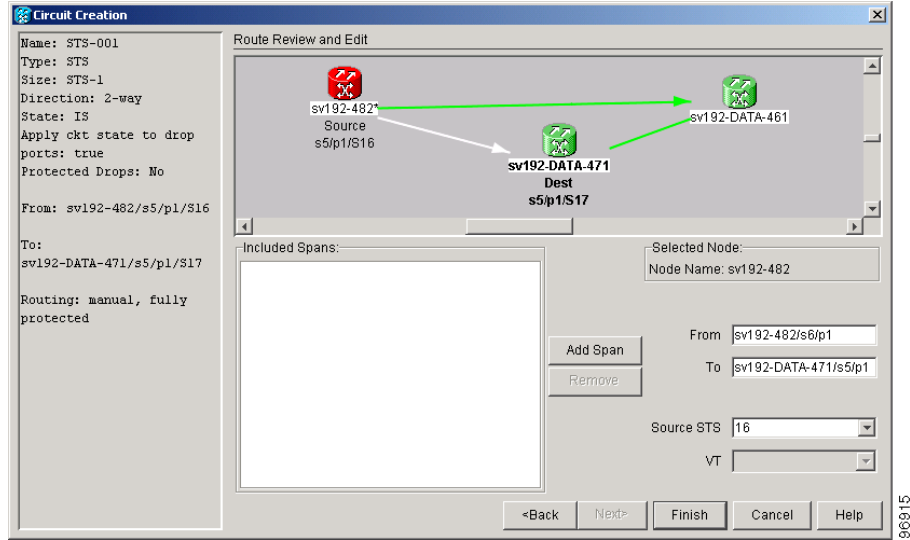 Circuit Creation
Name: STS-001
Type: STS
Size: STS-1
Direction: 2-way
State: IS
Apply ckt state to drop
ports: true
Protected Drops: No
From: sv192-482/s5/p1/S16
To:
sv192-DATA-471/s5/p1/S17
Routing: manual, fully
protected
Route Review and Edit
sv192-482*
Source
s5/p1/S16
sv192-DATA-461
sv192-DATA-471
Dest
s5/p1/S17
Included Spans:
Add Span
Remove
Selected Node:
Node Name: sv192-482
From sv192-482/s6/p1
To sv192-DATA-471/s5/p1
Source STS 16
VT
<Back Next> Finish Cancel Help
96915